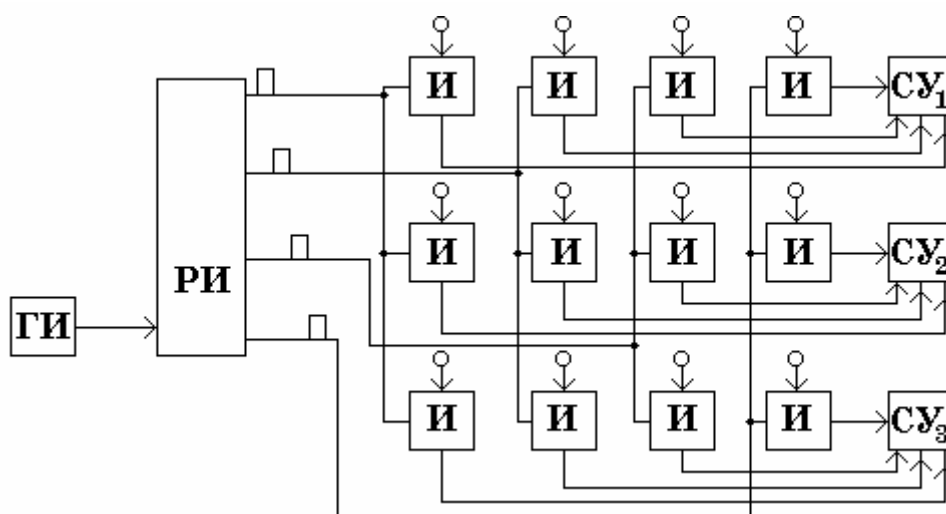 И И И И СУ1
РИ
И И И И СУ2
ГИ
И И И И СУ3